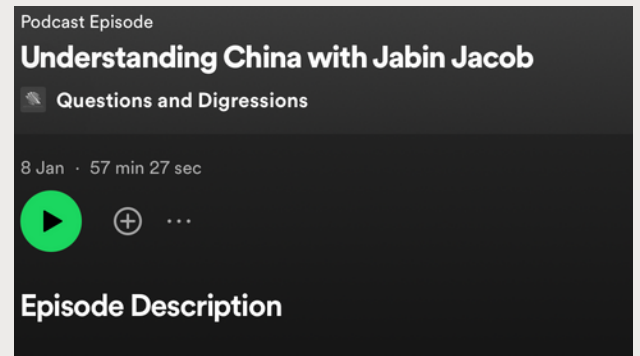 Podcast Episode
Understanding China with Jabin Jacob
Questions and Digressions
8 Jan · 57 min 27 sec
Episode Description